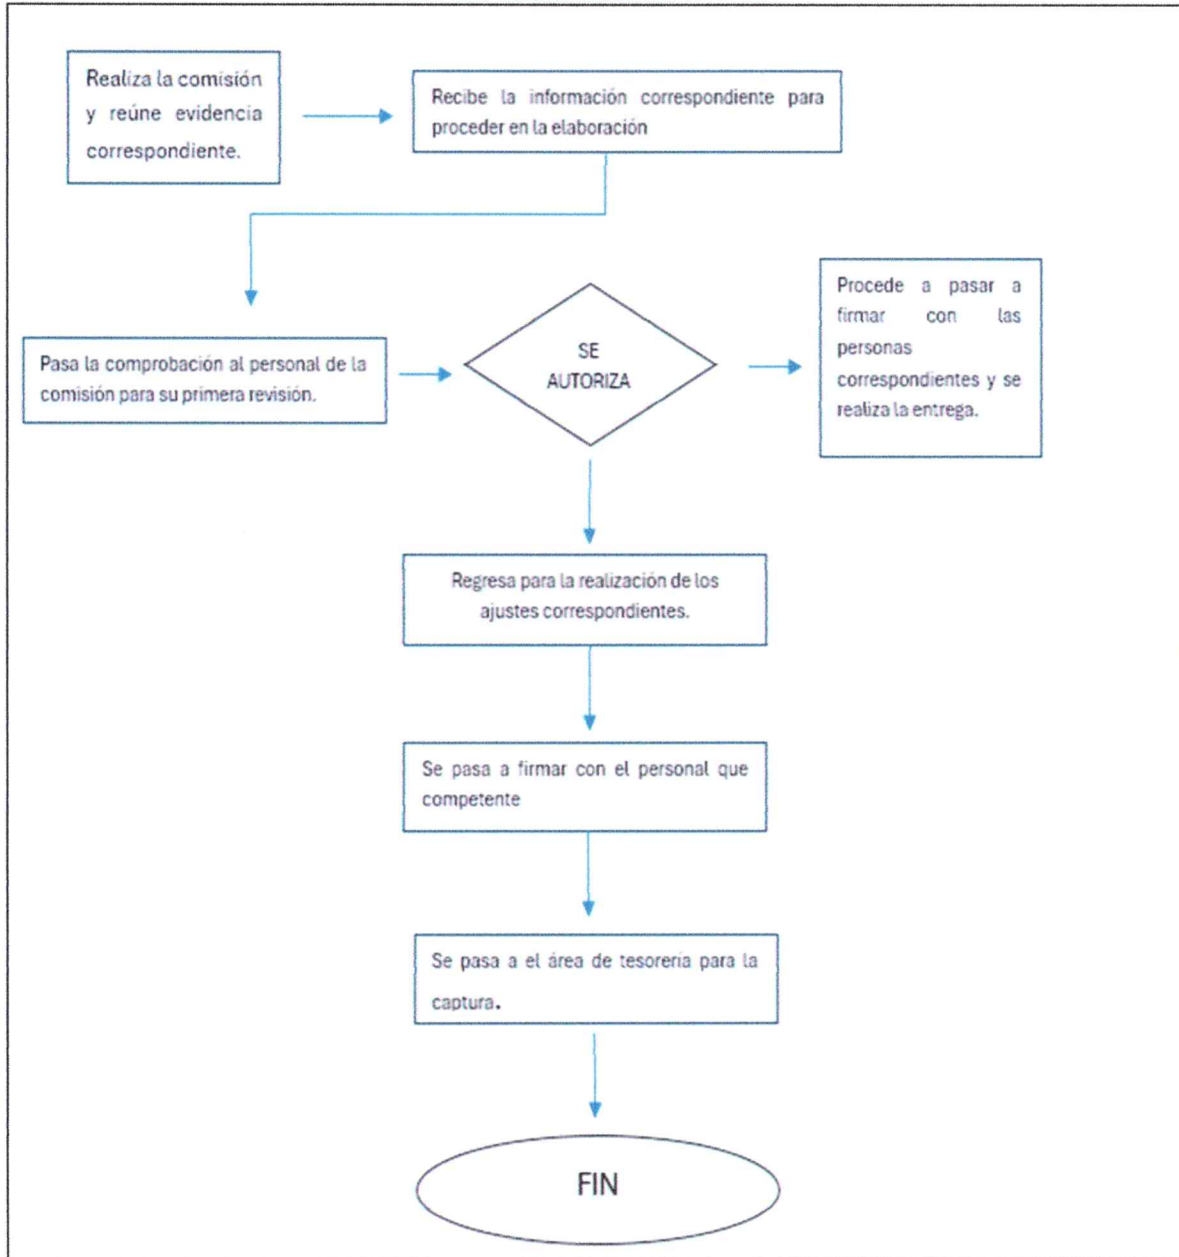 Realiza la comisión
y reúne evidencia
correspondiente.
Recibe la información correspondiente para
proceder en la elaboración
Pasa la comprobación al personal de la
comisión para su primera revisión.
SE
AUTORIZA
Procede a pasar a
firmar con las
personas
correspondientes y se
realiza la entrega.
Regresa para la realización de los
ajustes correspondientes.
Se pasa a firmar con el personal que
competente
Se pasa a el área de tesorería para la
captura.
FIN